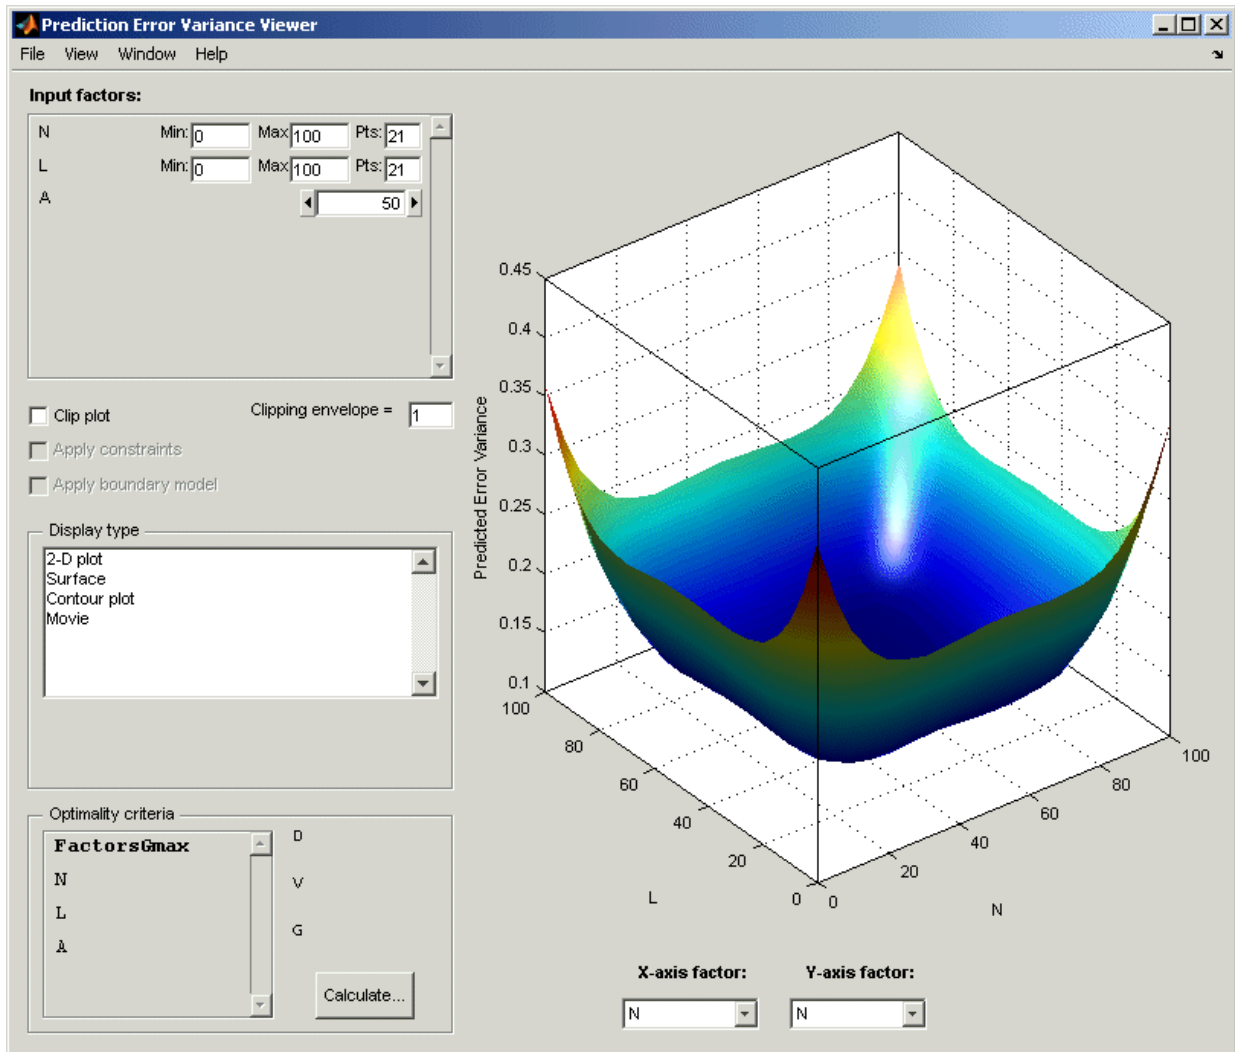 Prediction Error Variance Viewer
File View Window Help
Input factors:
N Min: 0 Max 100 Pts: 21
L Min: 0 Max 100 Pts: 21
A 50
Clip plot Clipping envelope = 1
Apply constraints
Apply boundary model
Display type
2-D plot
Surface
Contour plot
Movie
Optimality criteria
FactorsGmax
N
L
A
D
V
G
Calculate...
Predicted Error Variance
0.45
0.4
0.35
0.3
0.25
0.2
0.15
0.1
100
80
60
40
20
0
L
0
20
40
60
80
100
N
X-axis factor: Y-axis factor:
N N